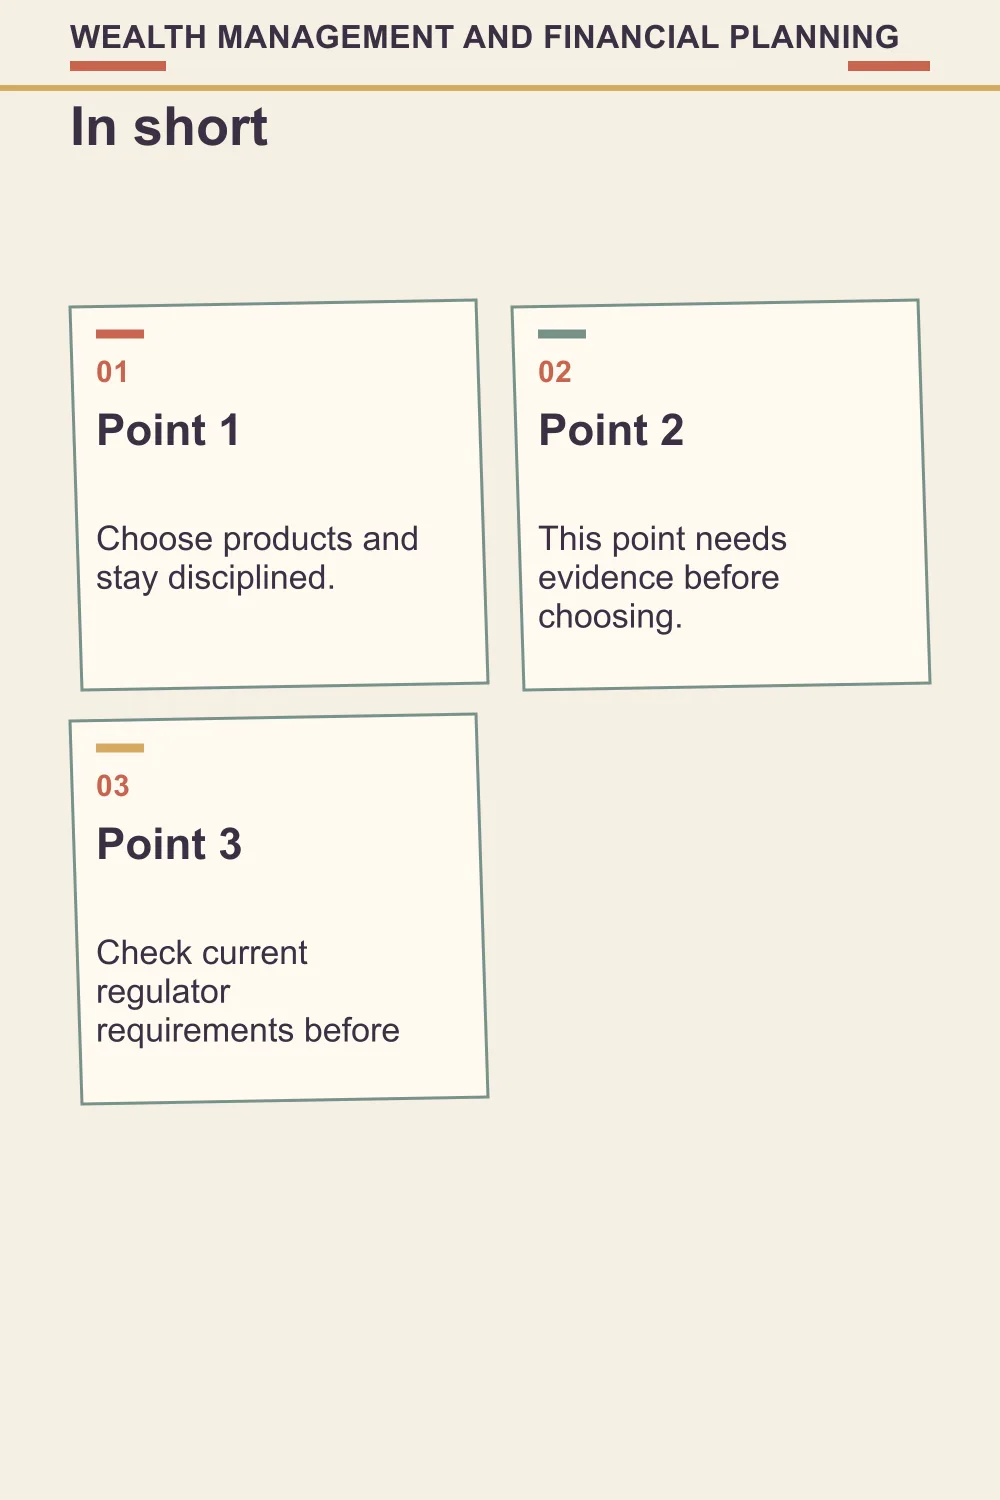 WEALTH MANAGEMENT AND FINANCIAL PLANNING
In short
01
Point 1
Choose products and
stay disciplined.
02
Point 2
This point needs
evidence before
choosing.
03
Point 3
Check current
regulator
requirements before